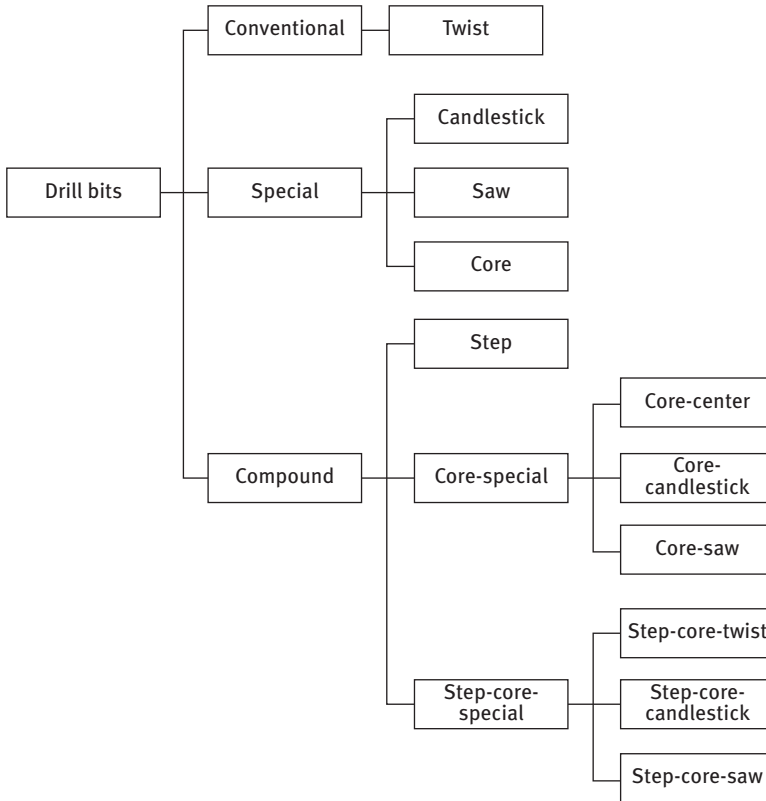 Conventional
Twist
Candlestick
Drill bits
Special
Saw
Core
Step
Core-center
Compound
Core-special
Core-
candlestick
Core-saw
Step-core-twist
Step-core-
special
Step-core-
candlestick
Step-core-saw